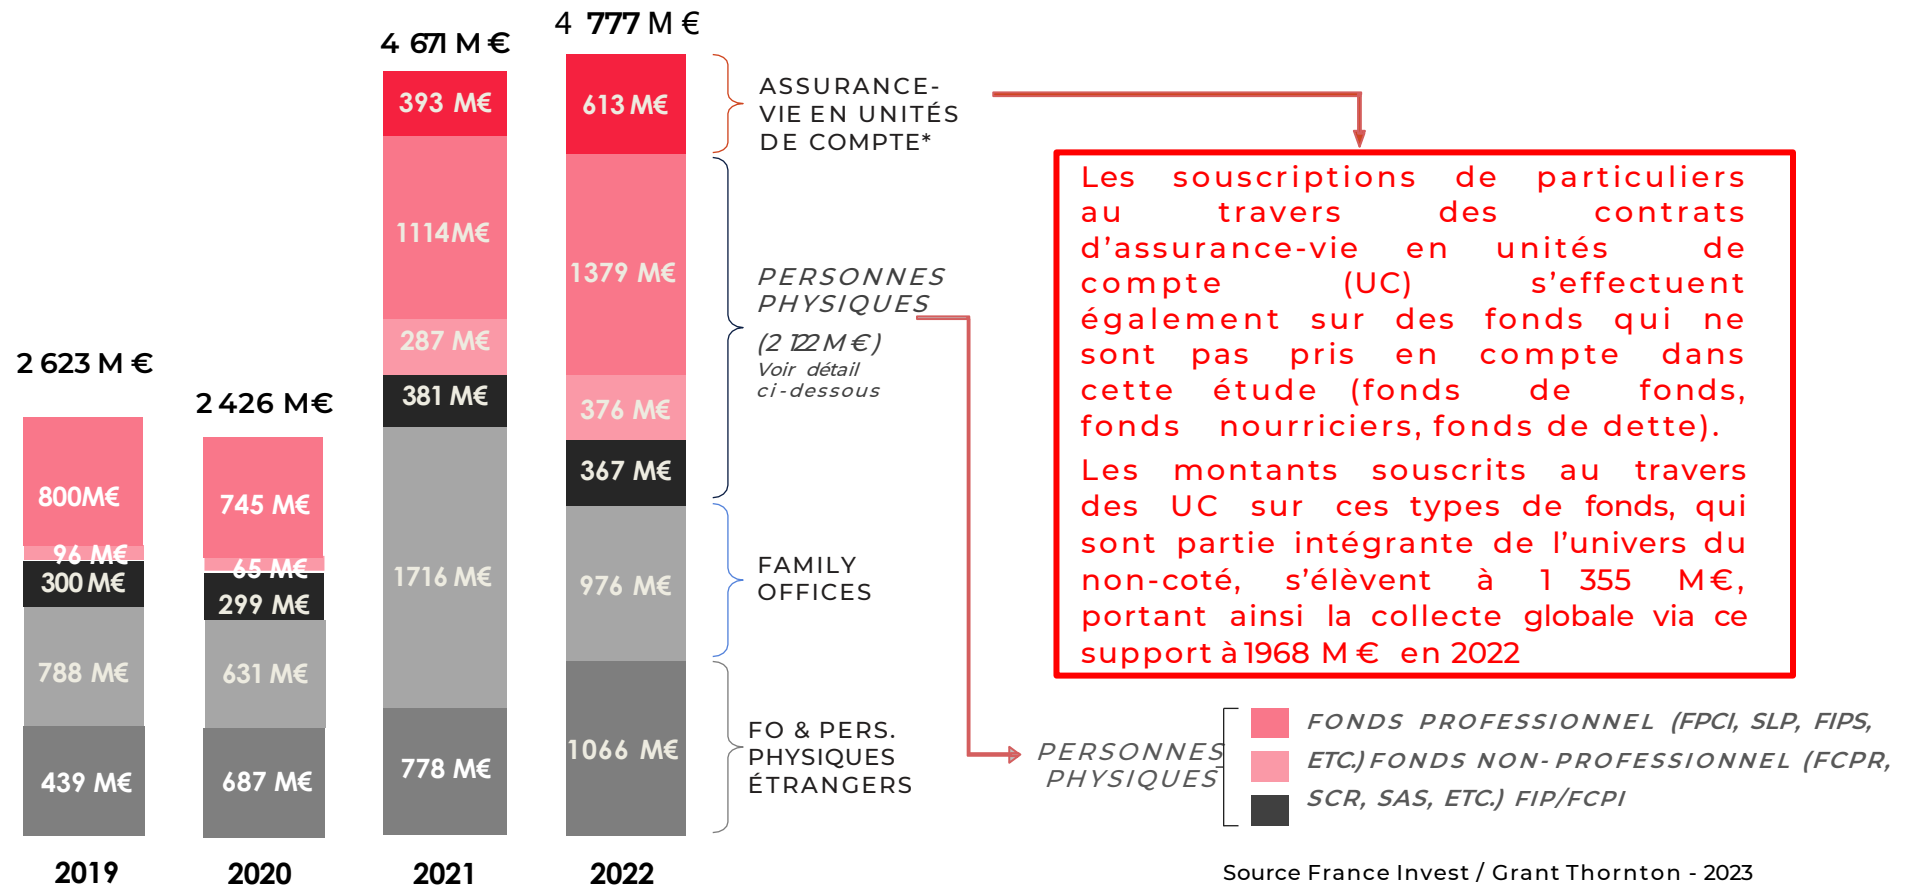 2 623 M €
800M€
96 M€
300 M€
788 M€
439 M€
2019
2 426 M€
745 M€
65 M€
299 M€
631 M€
687 M€
2020
4 671 M €
393 M€
1114M€
287 M€
381 M€
1716 M€
778 M€
2021
4 777 M €
613 M€
1379 M€
376 M€
367 M€
976 M€
1066 M€
2022
ASSURANCE-
VIE EN UNITÉS
DE COMPTE*
PERSONNES
PHYSIQUES
(2 122 M €)
Voir détail
ci-dessous
FAMILY
OFFICES
FO & PERS.
PHYSIQUES
ÉTRANGERS
Les souscriptions de particuliers
au travers des contrats
d’assurance-vie en unités de
compte (UC) s’effectuent
également sur des fonds qui ne
sont pas pris en compte dans
cette étude (fonds de fonds,
fonds nourriciers, fonds de dette).
Les montants souscrits au travers
des UC sur ces types de fonds, qui
sont partie intégrante de l’univers du
non-coté, s’élèvent à 1 355 M€,
portant ainsi la collecte globale via ce
support à 1968 M € en 2022
PERSONNES
PHYSIQUES
FONDS PROFESSIONNEL (FPCI, SLP, FIPS,
ETC.) FONDS NON-PROFESSIONNEL (FCPR,
SCR, SAS, ETC.) FIP/FCPI
Source France Invest / Grant Thornton - 2023